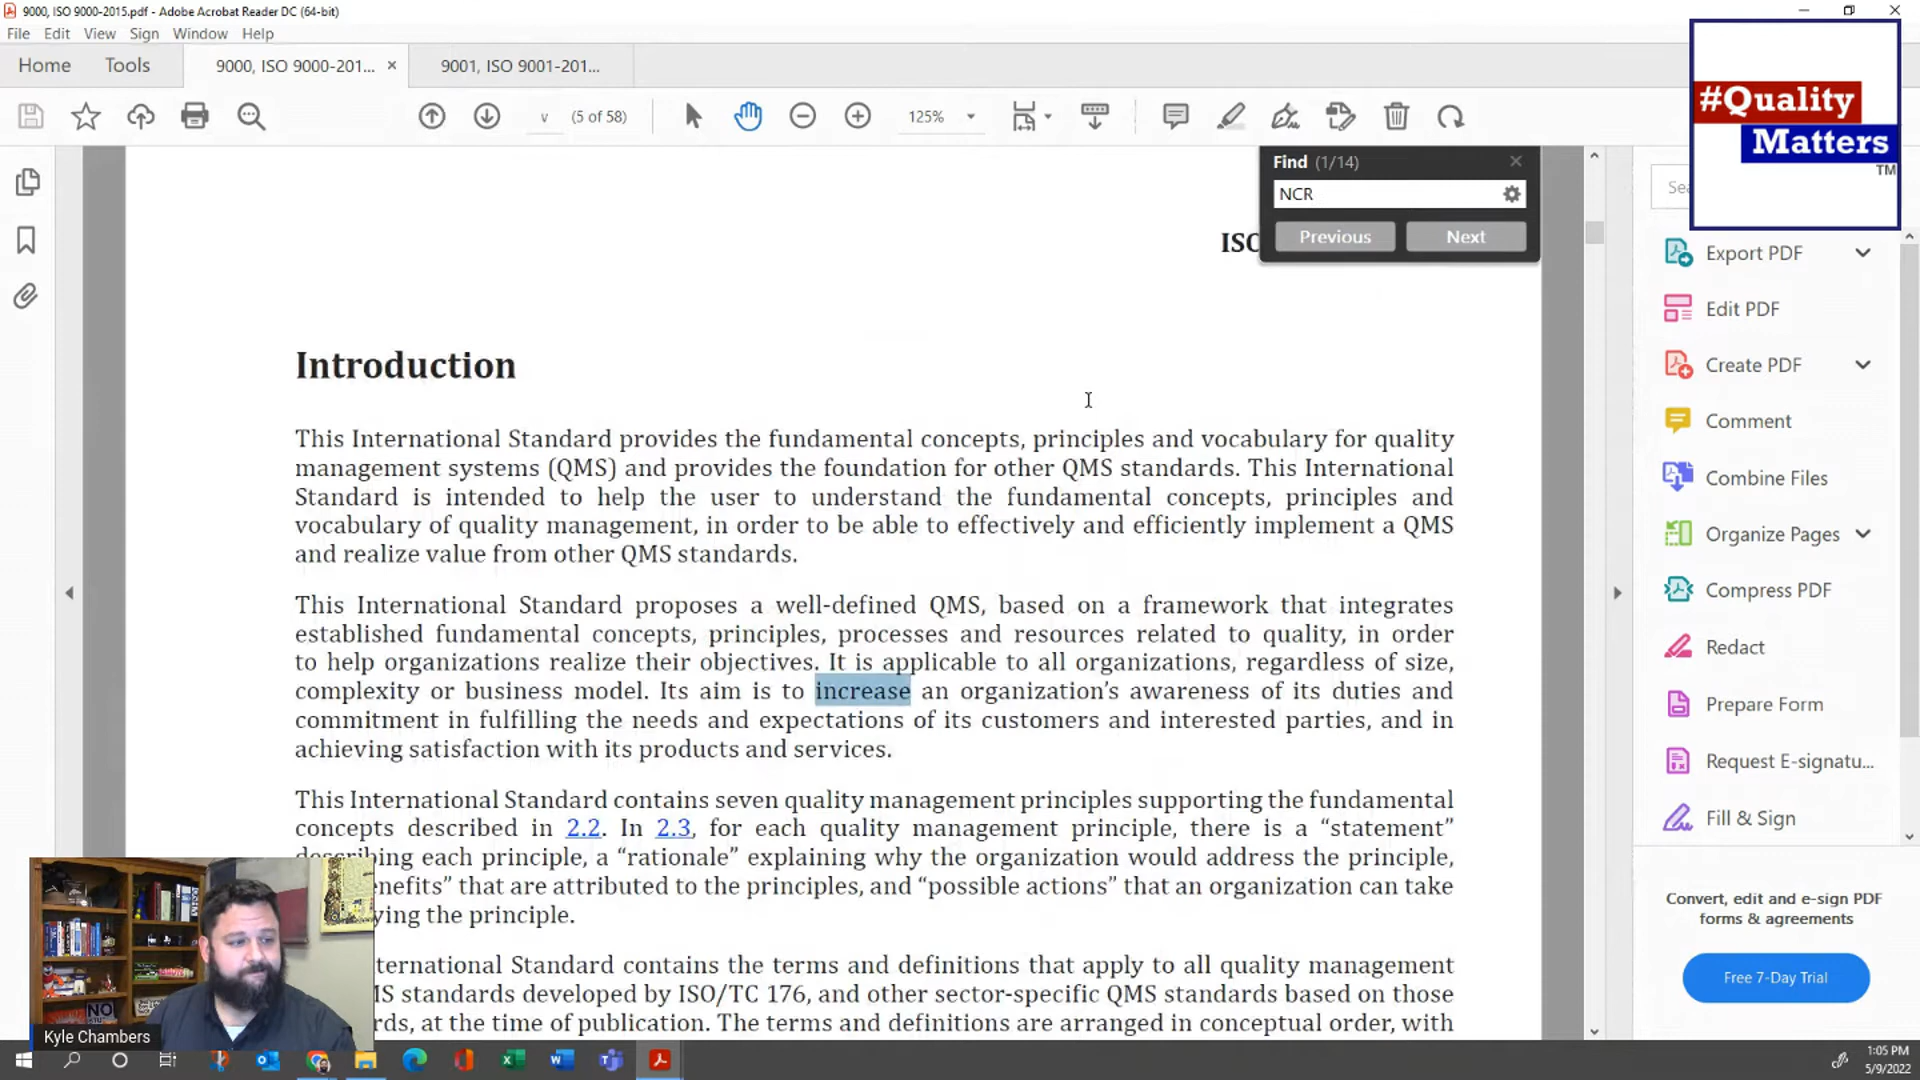 9000, ISO 9000-2015.pdf - Adobe Acrobat Reader DC (64-bit)
File Edit View Sign Window Help
Home Tools 9000, ISO 9000-201... × 9001, ISO 9001-201...
v (5 of 58) 125%
#Quality
Matters
TM
Find (1/14)
NCR
Previous Next
ISO
Introduction
This International Standard provides the fundamental concepts, principles and vocabulary for quality
management systems (QMS) and provides the foundation for other QMS standards. This International
Standard is intended to help the user to understand the fundamental concepts, principles and
vocabulary of quality management, in order to be able to effectively and efficiently implement a QMS
and realize value from other QMS standards.
This International Standard proposes a well-defined QMS, based on a framework that integrates
established fundamental concepts, principles, processes and resources related to quality, in order
to help organizations realize their objectives. It is applicable to all organizations, regardless of size,
complexity or business model. Its aim is to increase an organization's awareness of its duties and
commitment in fulfilling the needs and expectations of its customers and interested parties, and in
achieving satisfaction with its products and services.
This International Standard contains seven quality management principles supporting the fundamental
concepts described in 2.2. In 2.3, for each quality management principle, there is a “statement”
describing each principle, a “rationale” explaining why the organization would address the principle,
enefits” that are attributed to the principles, and “possible actions” that an organization can take
ying the principle.
ternational Standard contains the terms and definitions that apply to all quality management
MS standards developed by ISO/TC 176, and other sector-specific QMS standards based on those
rds, at the time of publication. The terms and definitions are arranged in conceptual order, with
Sea
Export PDF
Edit PDF
Create PDF
Comment
Combine Files
Organize Pages
Compress PDF
Redact
Prepare Form
Request E-signatu...
Fill & Sign
Convert, edit and e-sign PDF
forms & agreements
Free 7-Day Trial
NO
Kyle Chambers
1:05 PM
5/9/2022